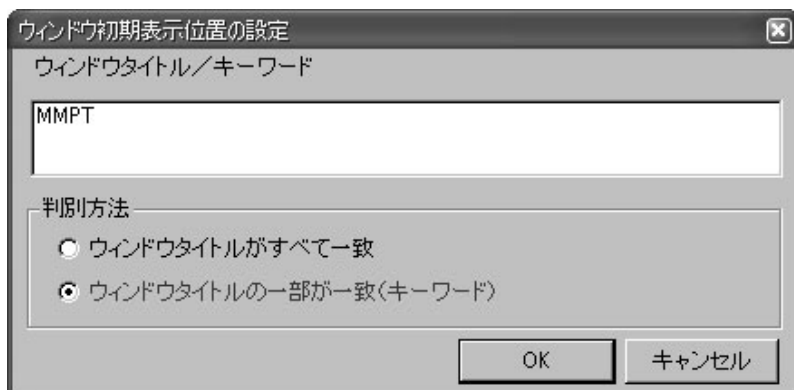 ウィンドウ初期表示位置の設定
ウィンドウタイトル／キーワード
MMPT
判別方法
ウィンドウタイトルがすべて一致
ウィンドウタイトルの一部が一致(キーワード)
OK キャンセル